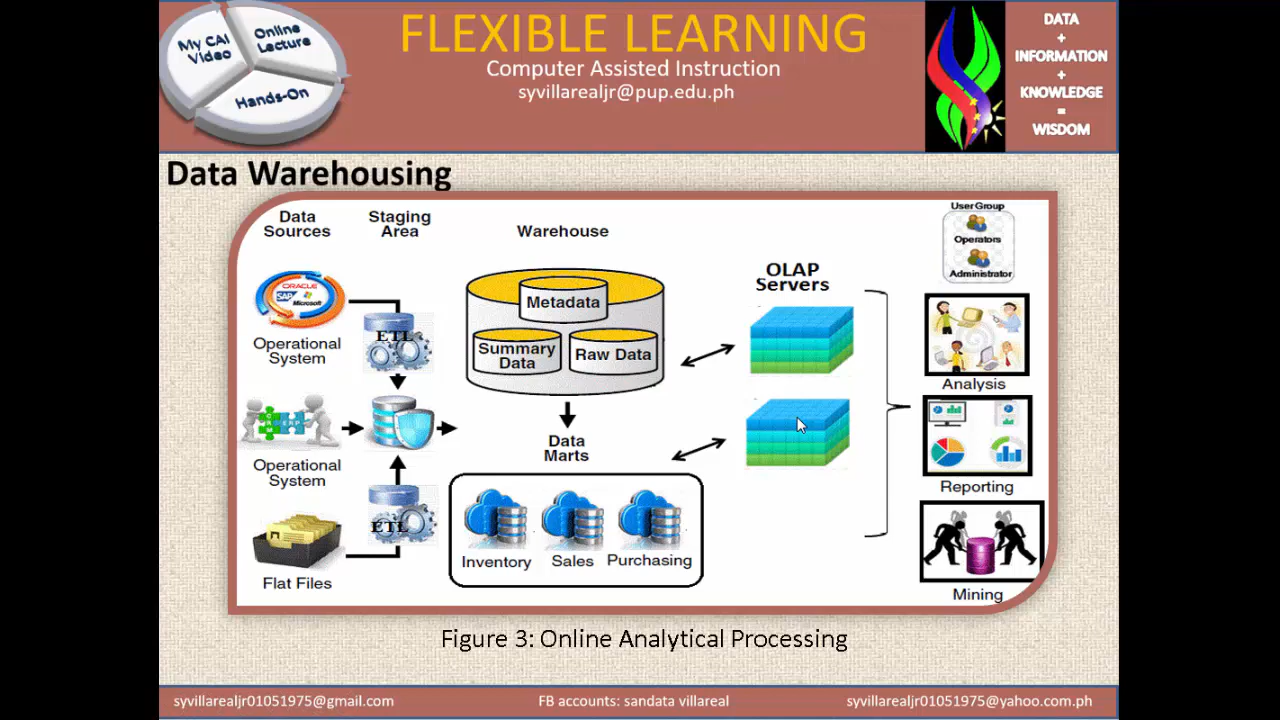 My CAI
Video
Online
Lecture
Hands-On
FLEXIBLE LEARNING
Computer Assisted Instruction
syvillarealjr@pup.edu.ph
DATA
+
INFORMATION
+
KNOWLEDGE
=
WISDOM
Data Warehousing
Data
Sources
Staging
Area
Warehouse
OLAP
Servers
User Group
Operators
Administrator
ORACLE
SAP
Microsoft
Operational
System
ETL
Metadata
Summary
Data
Raw Data
Analysis
CRM
ERP
Operational
System
Data
Marts
Reporting
ETL
Flat Files
Inventory
Sales
Purchasing
Mining
Figure 3: Online Analytical Processing
syvillarealjr01051975@gmail.com
FB accounts: sandata villareal
syvillarealjr01051975@yahoo.com.ph